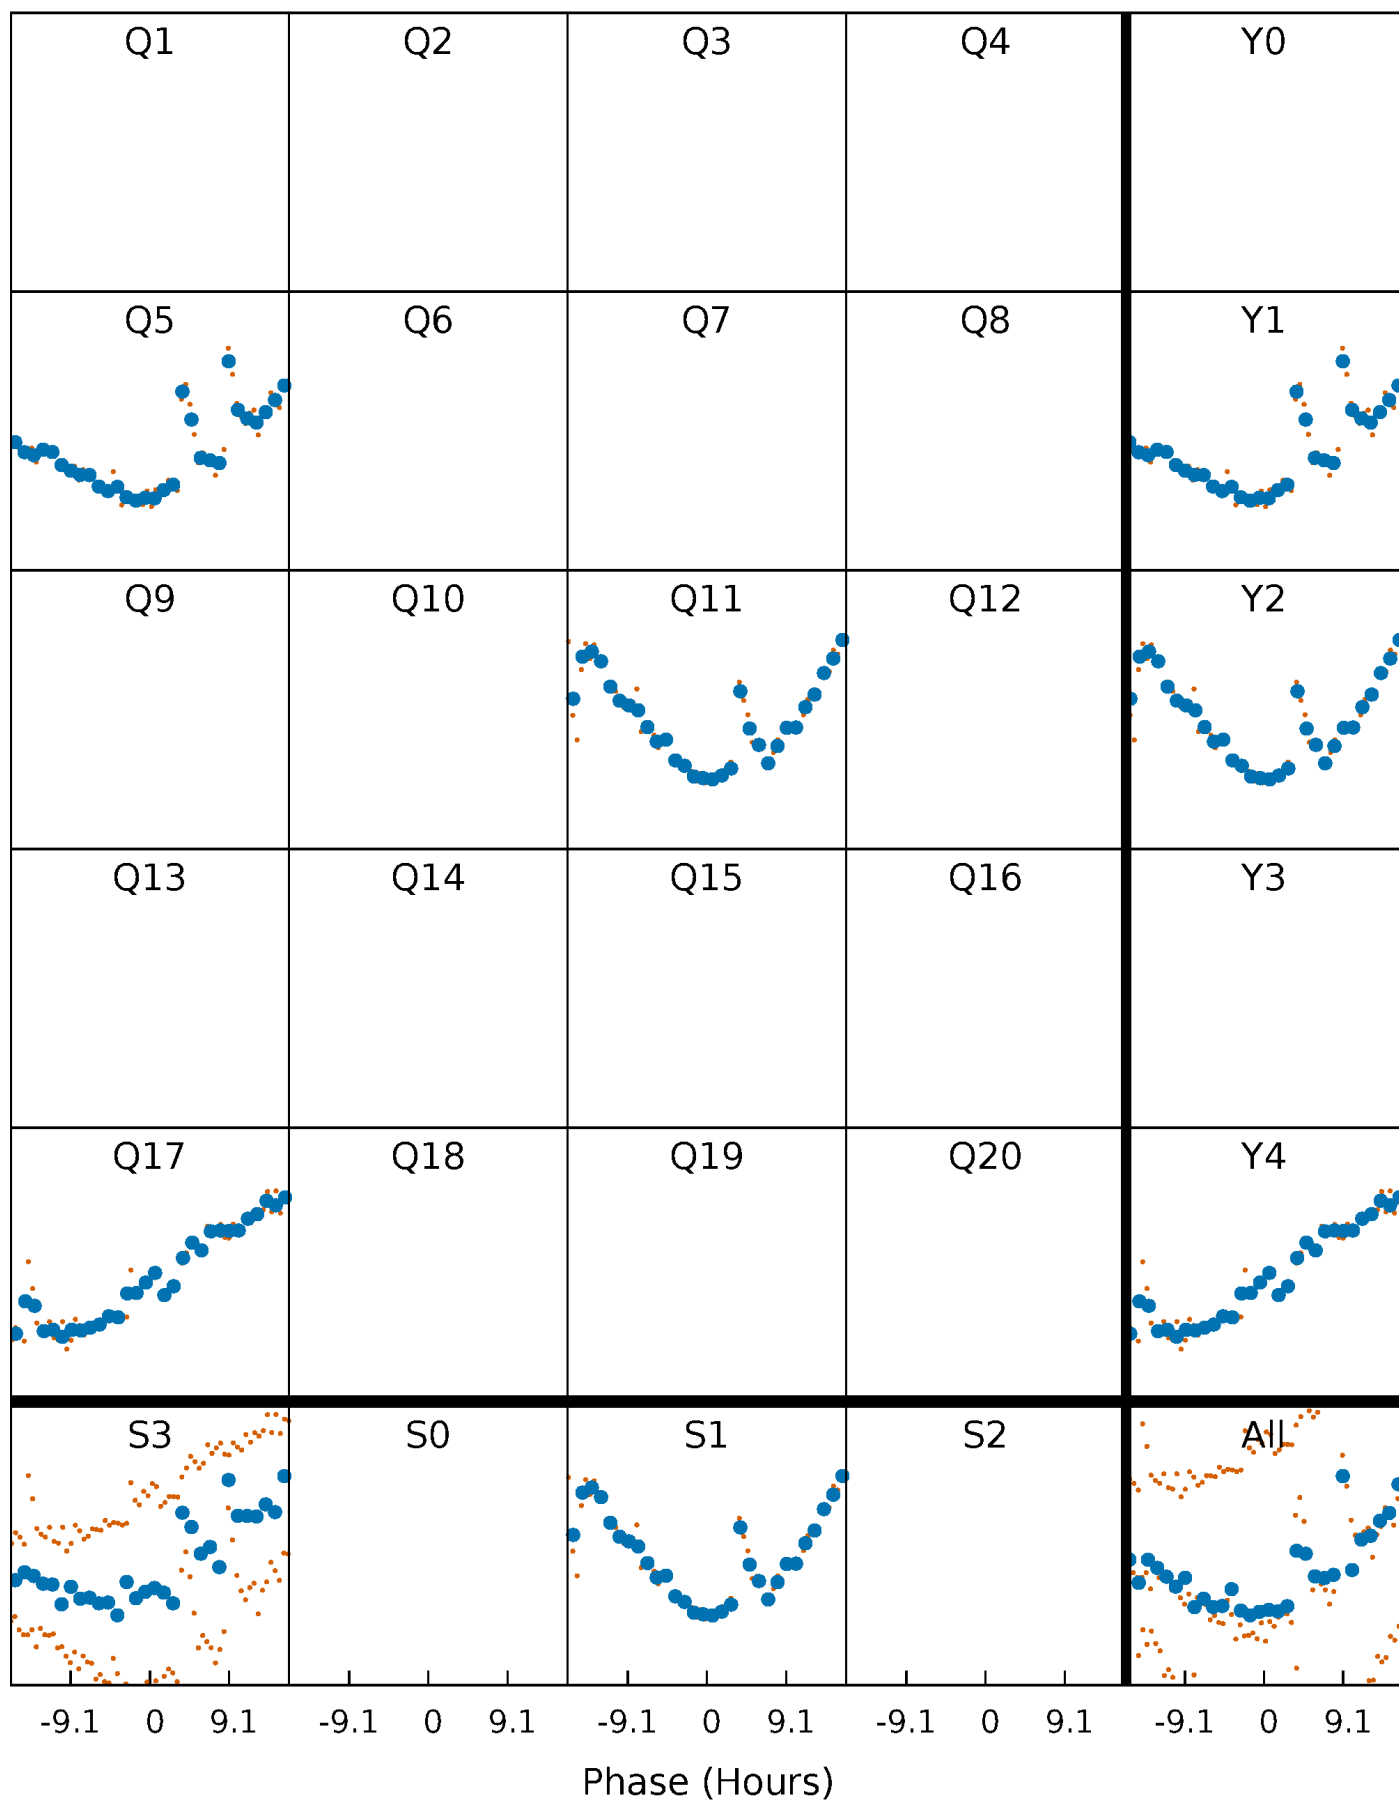 Q1 Q2 Q3 Q4 Y0
Q5 Q6 Q7 Q8 Y1
Q9 Q10 Q11 Q12 Y2
Q13 Q14 Q15 Q16 Y3
Q17 Q18 Q19 Q20 Y4
S3 S0 S1 S2 All
-9.1 0 9.1 -9.1 0 9.1 -9.1 0 9.1 -9.1 0 9.1 -9.1 0 9.1
Phase (Hours)